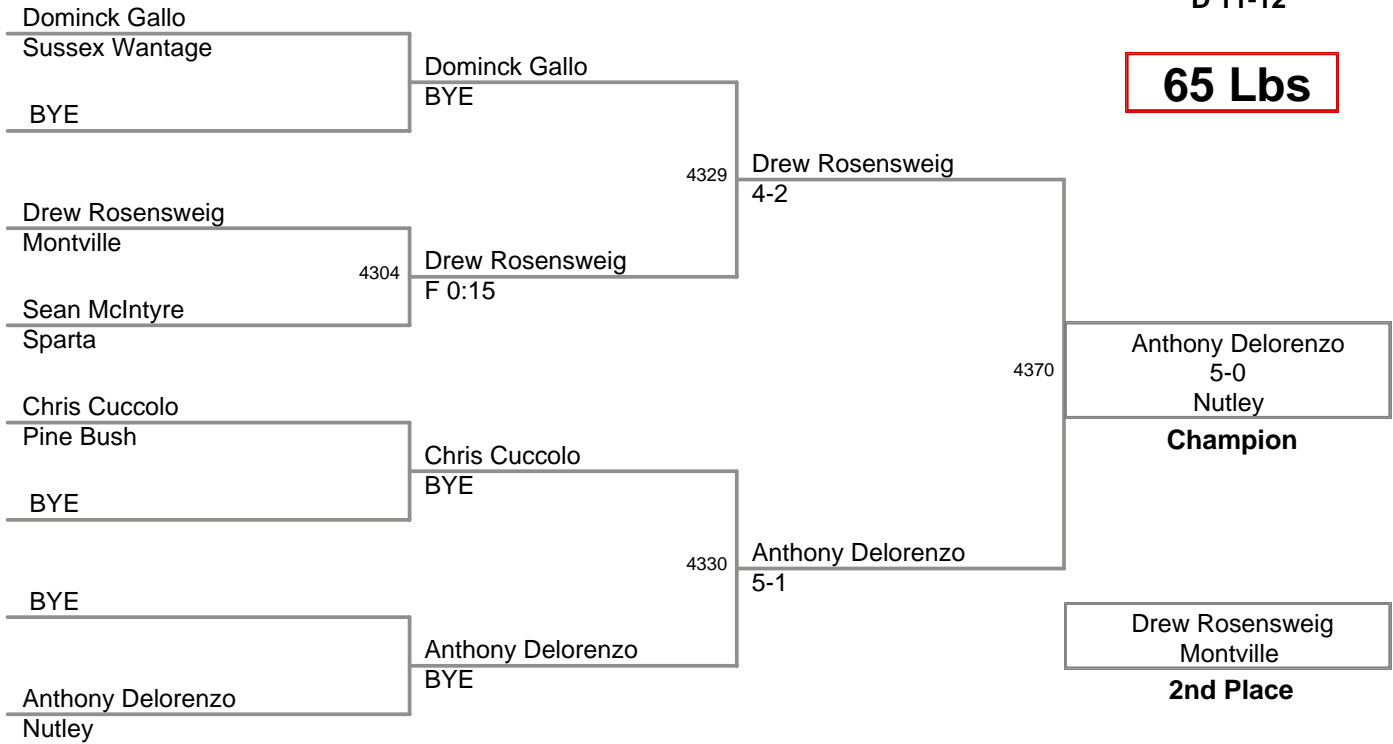 D 11-12
65 Lbs
Dominck Gallo
Sussex Wantage
BYE
Drew Rosensweig
Montville
Sean McIntyre
Sparta
Chris Cuccolo
Pine Bush
BYE
BYE
Anthony Delorenzo
Nutley
Dominck Gallo
BYE
4304
Drew Rosensweig
F 0:15
Chris Cuccolo
BYE
Anthony Delorenzo
BYE
4329
Drew Rosensweig
4-2
4330
Anthony Delorenzo
5-1
4370
Anthony Delorenzo
5-0
Nutley
Champion
Drew Rosensweig
Montville
2nd Place